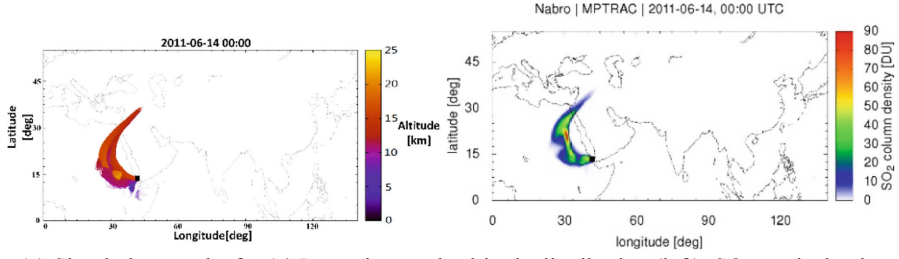 Nabro | MPTRAC | 2011-06-14, 00:00 UTC
2011-06-14 00:00
25
20
15
10
5
0
Altitude
[km]
45
30
15
0
Latitude
[deg]
0 30 60 90 120
Longitude[deg]
90
80
70
60
50
40
30
20
10
0
SO2 column density [DU]
45
30
15
0
latitude [deg]
0 30 60 90 120
longitude [deg]